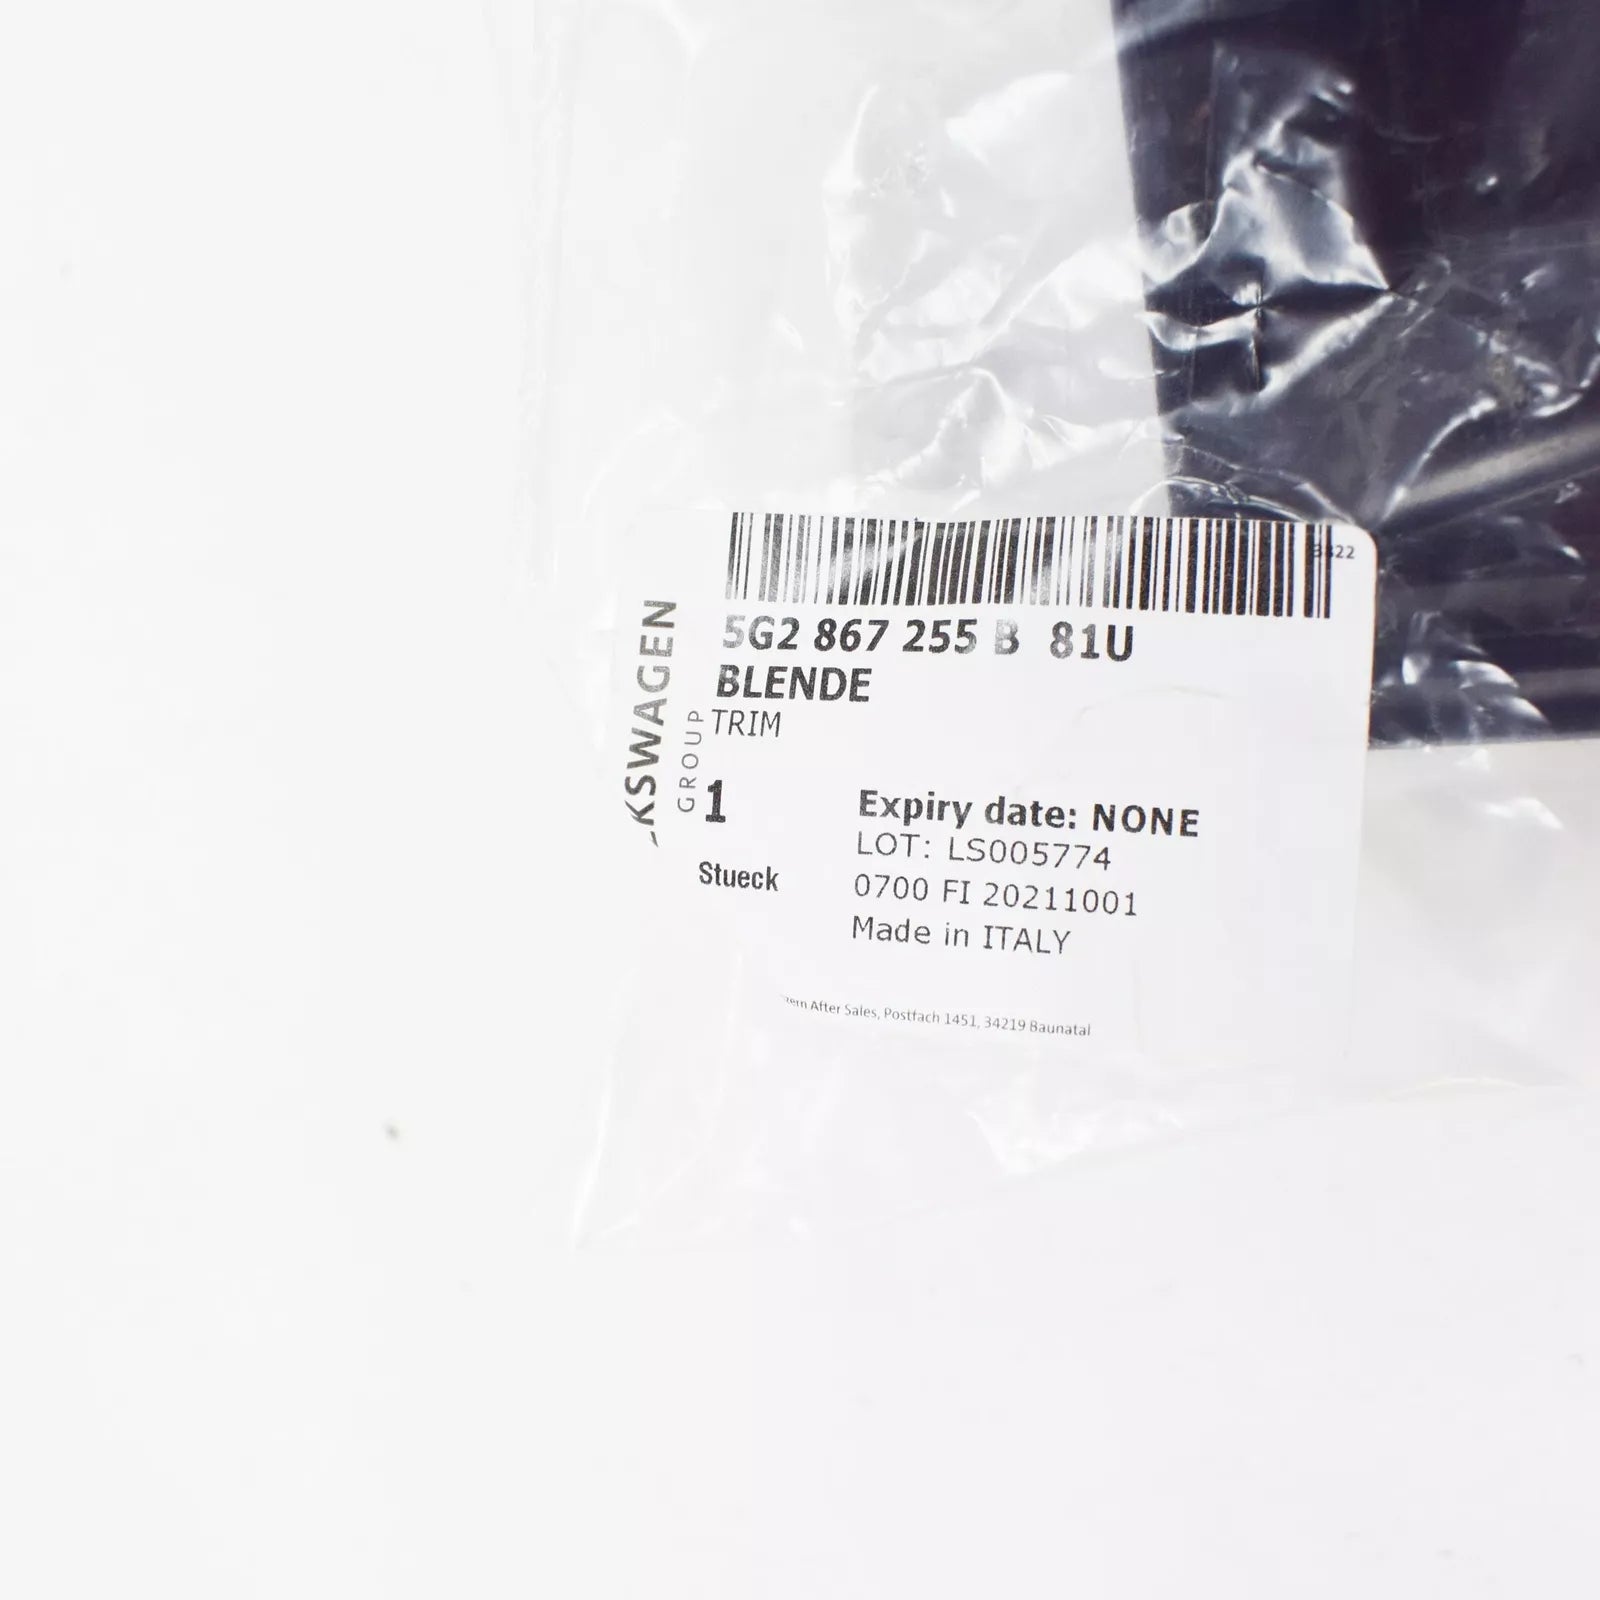 22
5G2 867 255 B 81U
BLENDE
TRIM
KSWAGEN
GROUP
1
Stueck
Expiry date: NONE
LOT: LS005774
0700 FI 20211001
Made in ITALY
After Sales, Postfach 1451, 34219 Baunatal